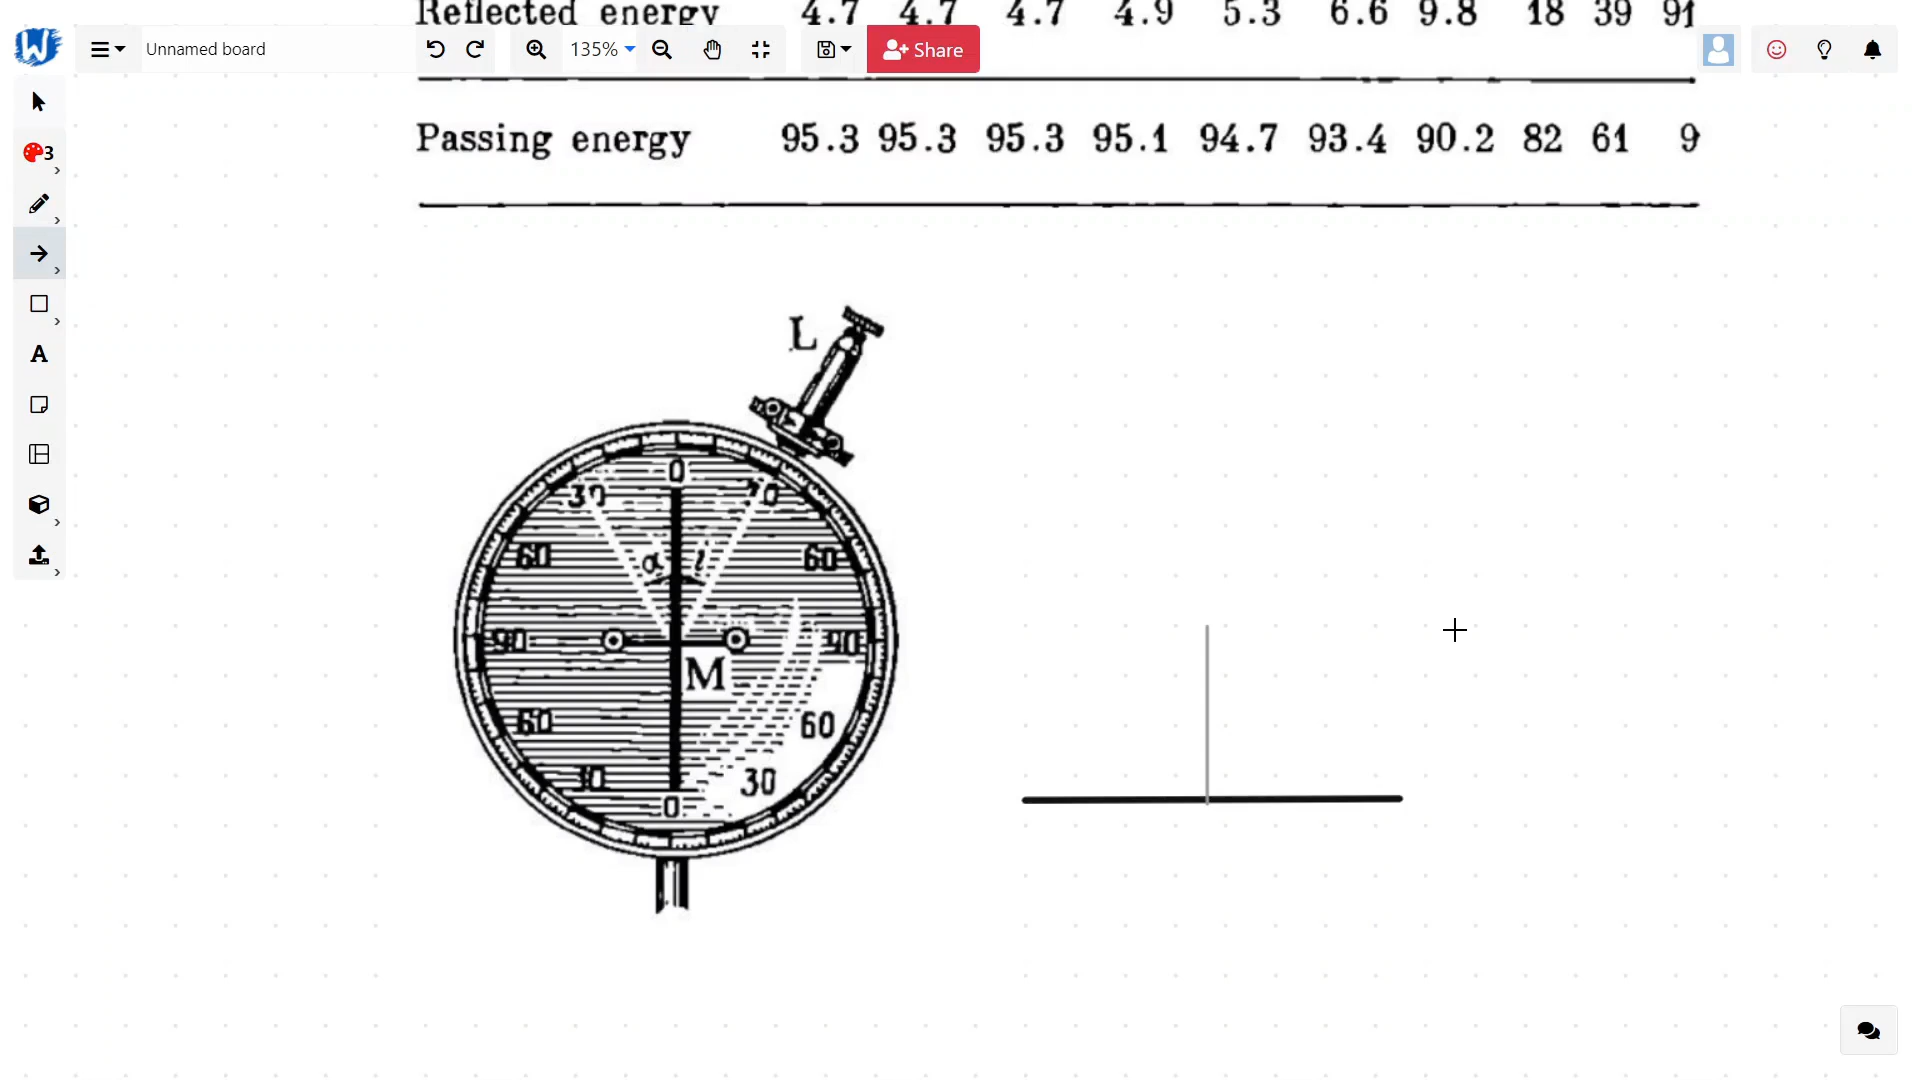 Reflected energy 4.7 4.7 4.7 4.9 5.3 6.6 9.8 18 39 91
Unnamed board
135%
Share
3
Passing energy 95.3 95.3 95.3 95.1 94.7 93.4 90.2 82 61 9
A
L
0
30
α
60 60
90 90
M
60 60
30
0